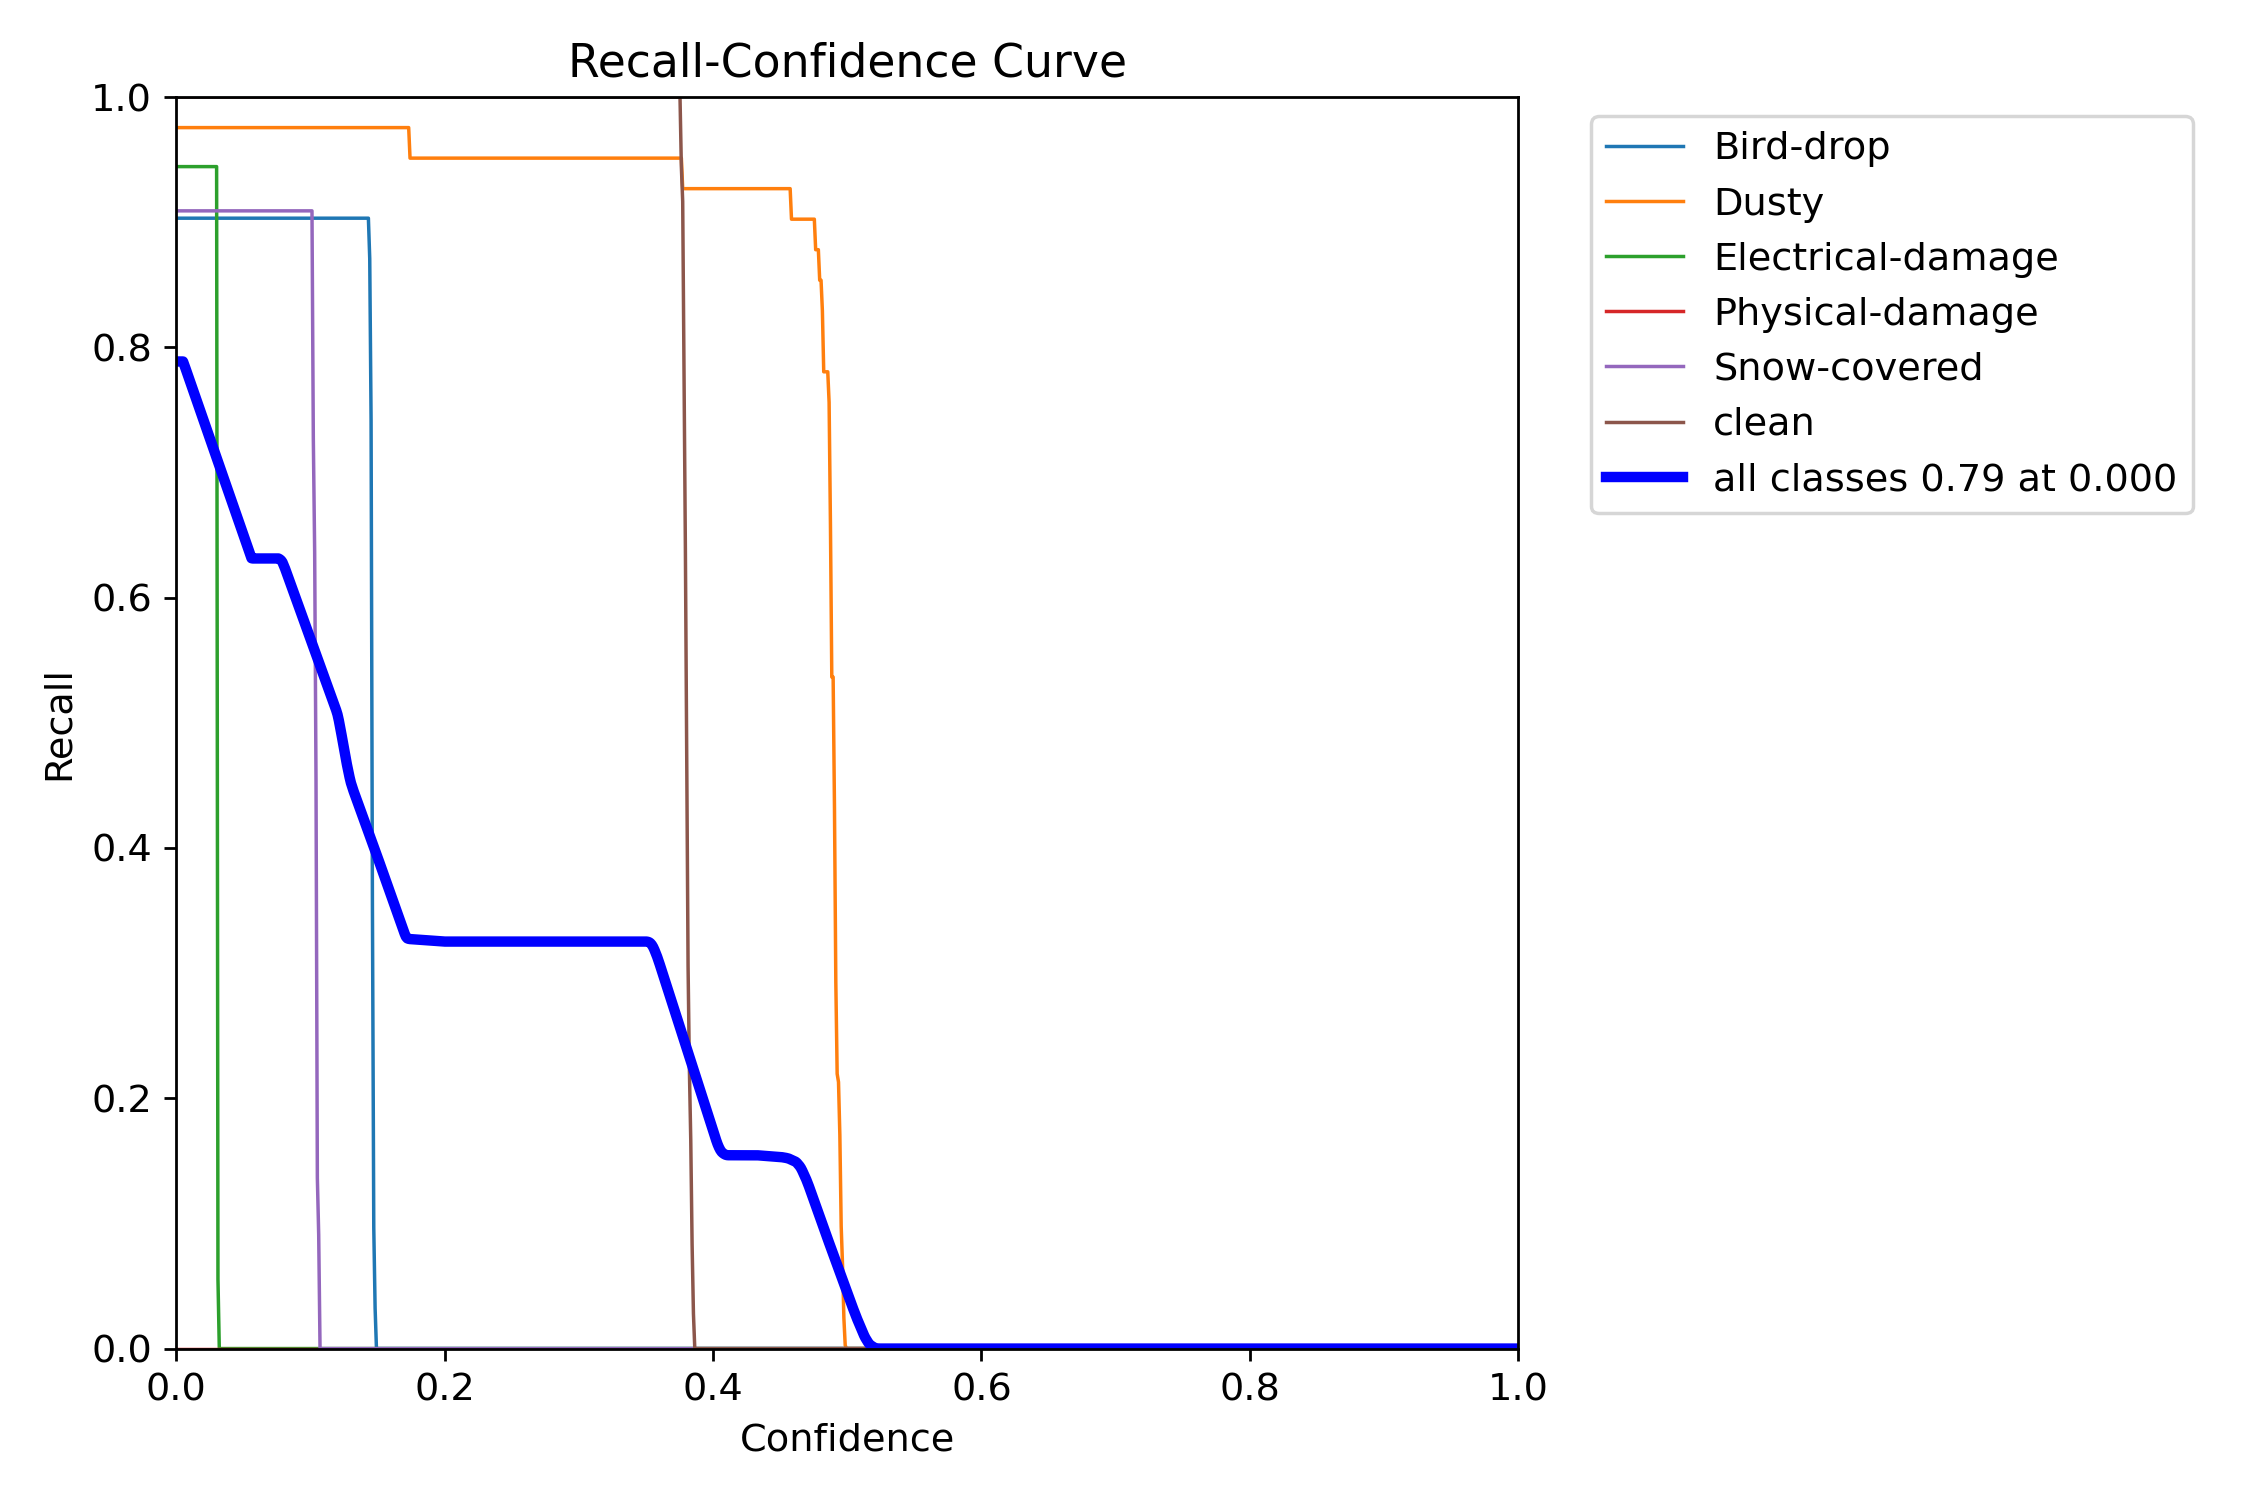 Recall-Confidence Curve
1.0
0.8
0.6
0.4
0.2
0.0
Recall
0.0 0.2 0.4 0.6 0.8 1.0
Confidence
Bird-drop
Dusty
Electrical-damage
Physical-damage
Snow-covered
clean
all classes 0.79 at 0.000